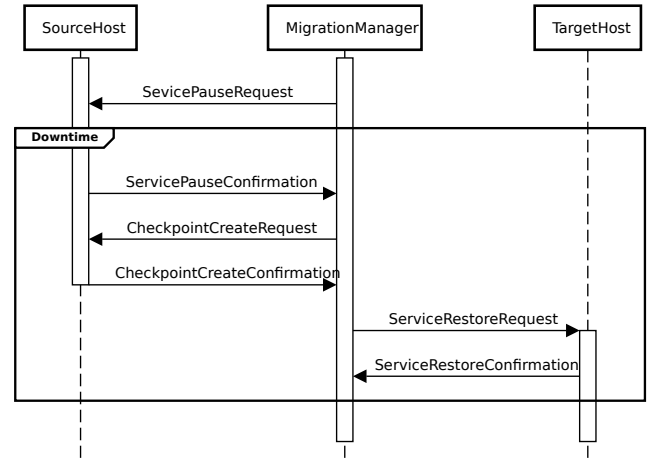 SourceHost
MigrationManager
TargetHost
SevicePauseRequest
Downtime
ServicePauseConfirmation
CheckpointCreateRequest
CheckpointCreateConfirmation
ServiceRestoreRequest
ServiceRestoreConfirmation